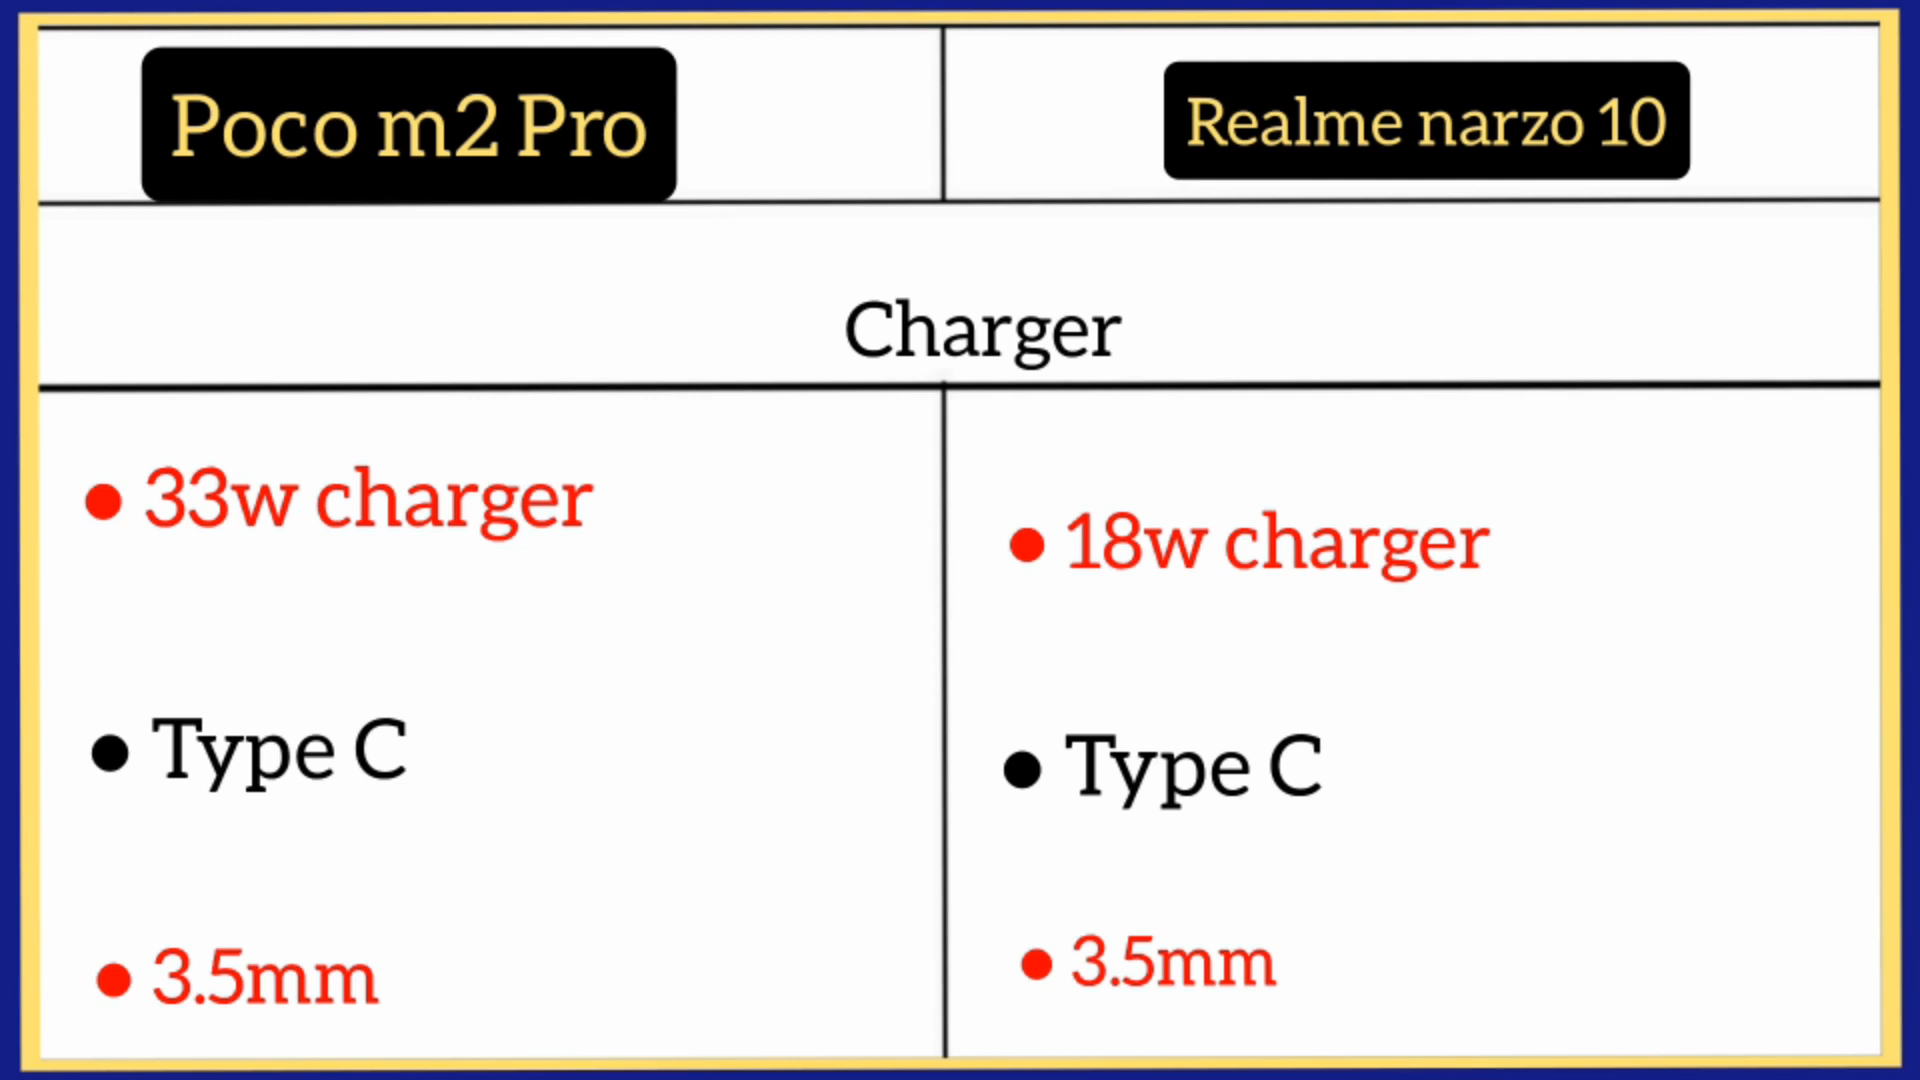 Poco m2 Pro
Realme narzo 10
Charger
• 33w charger
• 18w charger
• Type C
• Type C
• 3.5mm
• 3.5mm